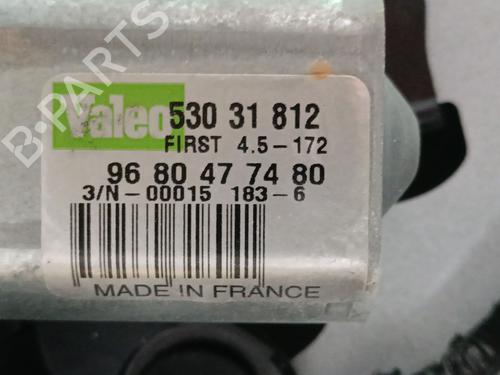 B-PARTS
Valeo 530 31 812
FIRST 4.5-172
96 80 47 74 80
3/N-00015 183-6
MADE IN FRANCE